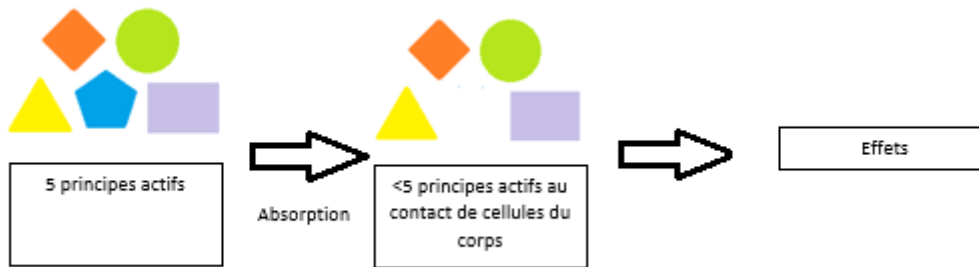 5 principes actifs
Absorption
<5 principes actifs au
contact de cellules du
corps
Effets